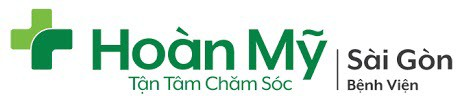 Hoàn Mỹ
Tận Tâm Chăm Sóc
Sài Gòn
Bệnh Viện